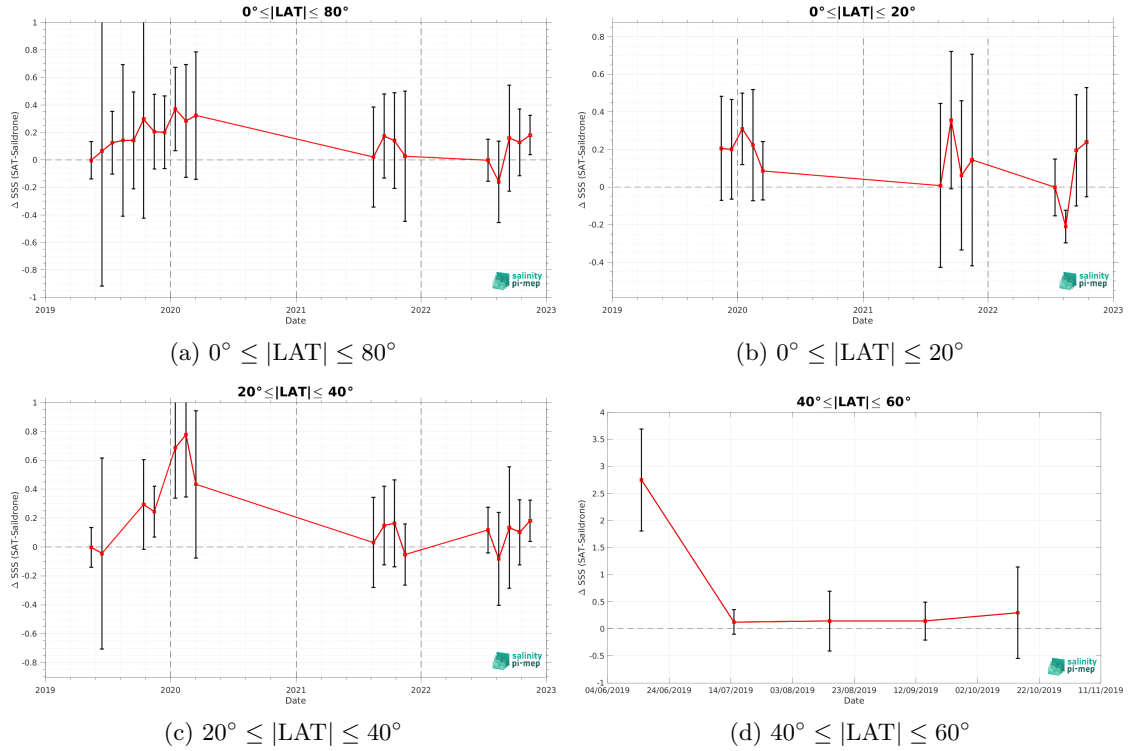 0°≤|LAT|≤ 80°
1
0.8
0.6
0.4
0.2
0
-0.2
-0.4
-0.6
-0.8
-1
Δ SSS (SAT-Saildrone)
2019
2020
2021
2022
2023
Date
salinity
pi-mep
(a) 0° ≤ |LAT| ≤ 80°
0°≤|LAT|≤ 20°
0.8
0.6
0.4
0.2
0
-0.2
-0.4
Δ SSS (SAT-Saildrone)
2019
2020
2021
2022
2023
Date
salinity
pi-mep
(b) 0° ≤ |LAT| ≤ 20°
20°≤|LAT|≤ 40°
1
0.8
0.6
0.4
0.2
0
-0.2
-0.4
-0.6
-0.8
Δ SSS (SAT-Saildrone)
2019
2020
2021
2022
2023
Date
salinity
pi-mep
(c) 20° ≤ |LAT| ≤ 40°
40°≤|LAT|≤ 60°
4
3.5
3
2.5
2
1.5
1
0.5
0
-0.5
-1
Δ SSS (SAT-Saildrone)
04/06/2019
24/06/2019
14/07/2019
03/08/2019
23/08/2019
12/09/2019
02/10/2019
22/10/2019
11/11/2019
Date
salinity
pi-mep
(d) 40° ≤ |LAT| ≤ 60°